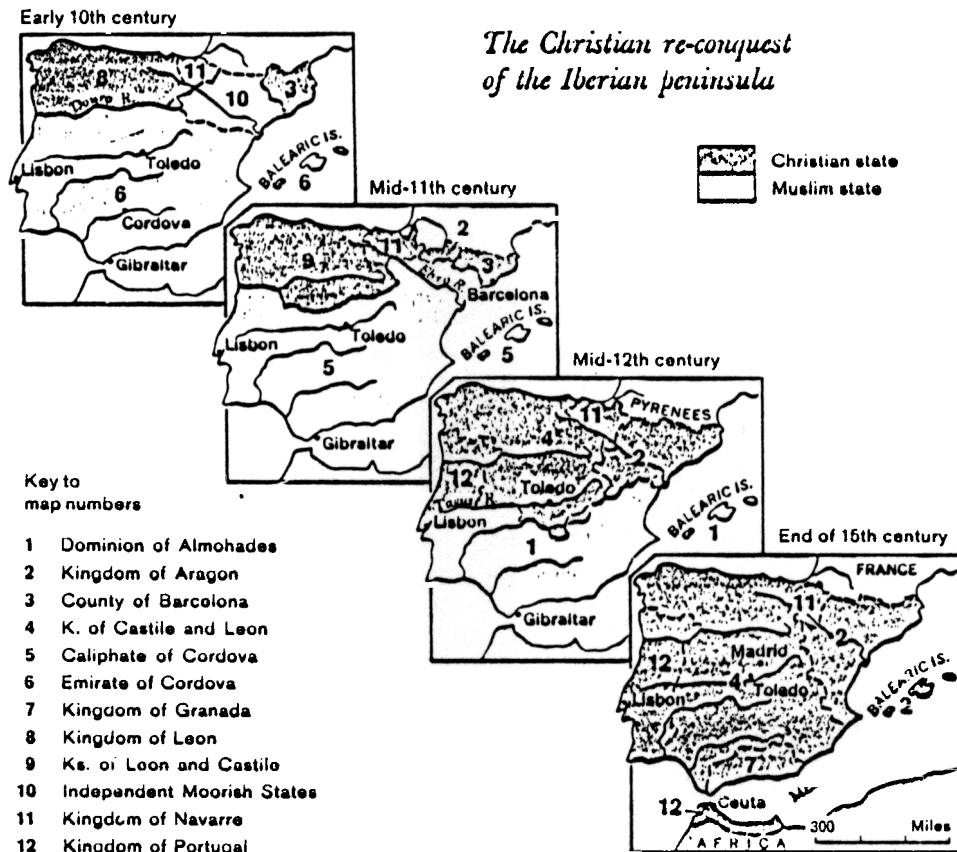 Early 10th century
The Christian re-conquest
of the Iberian peninsula
11
8
10
3
Douro R.
Christian state
Muslim state
BALEARIC IS.
6
Lisbon
Toledo
6
Cordova
Gibraltar
Mid-11th century
2
11
9
3
Ebro R.
Barcelona
BALEARIC IS.
5
Lisbon
Toledo
5
Gibraltar
Mid-12th century
PYRENEES
11
4
2
12
Toledo
Tagus R.
Lisbon
BALEARIC IS.
1
1
Gibraltar
End of 15th century
FRANCE
11
2
Madrid
12
4
Toledo
Lisbon
BALEARIC IS.
2
7
12
Ceuta
AFRICA
300
Miles
Key to
map numbers
1 Dominion of Almohades
2 Kingdom of Aragon
3 County of Barcelona
4 K. of Castile and Leon
5 Caliphate of Cordova
6 Emirate of Cordova
7 Kingdom of Granada
8 Kingdom of Leon
9 Ks. of Leon and Castile
10 Independent Moorish States
11 Kingdom of Navarre
12 Kingdom of Portugal